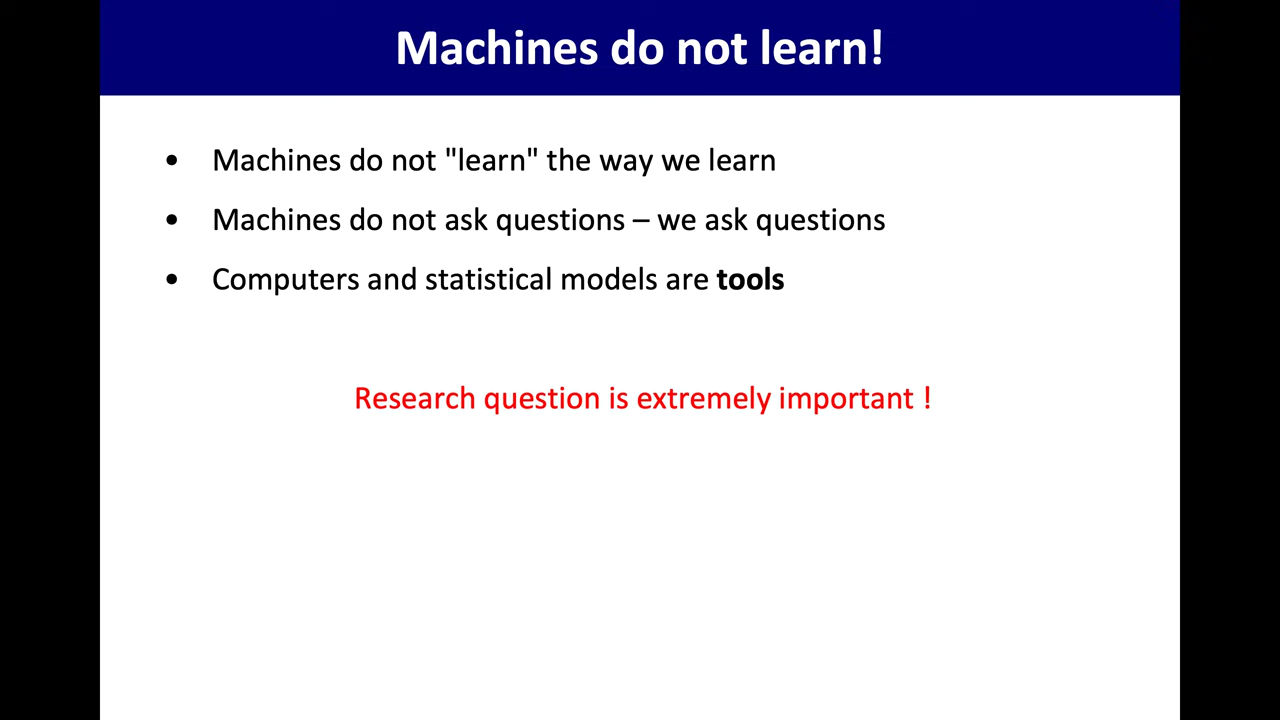 Machines do not learn!
• Machines do not "learn" the way we learn
• Machines do not ask questions – we ask questions
• Computers and statistical models are tools
Research question is extremely important !